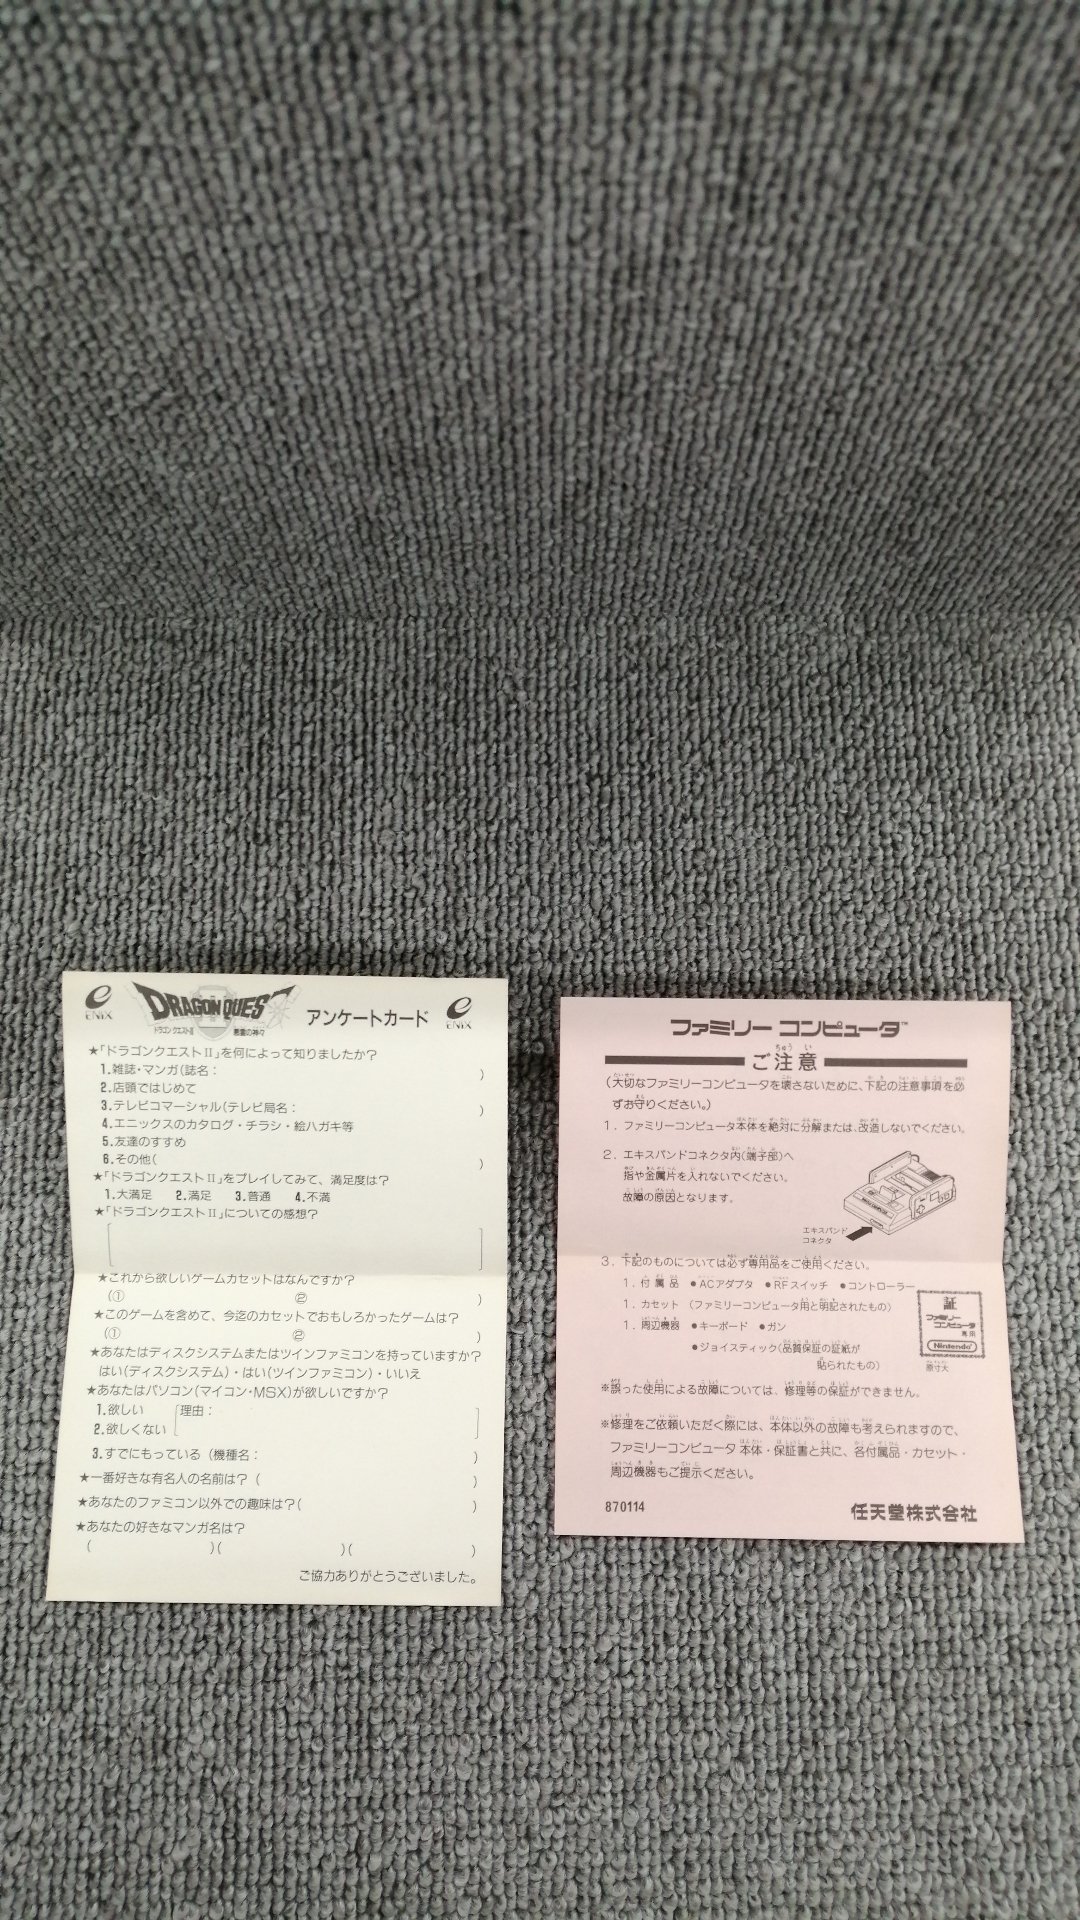 ENIX
DRAGON QUEST
ドラゴンクエストII 悪霊の神々
アンケートカード
ENIX
★「ドラゴンクエストⅡ」を何によって知りましたか?
1.雑誌・マンガ(誌名: )
2.店頭ではじめて
3.テレビコマーシャル(テレビ局名: )
4.エニックスのカタログ・チラシ・絵ハガキ等
5.友達のすすめ
6.その他( )
★「ドラゴンクエストⅡ」をプレイしてみて、満足度は?
1.大満足 2.満足 3.普通 4.不満
★「ドラゴンクエストⅡ」についての感想?
★これから欲しいゲームカセットはなんですか?
(① ② )
★このゲームを含めて、今迄のカセットでおもしろかったゲームは?
(① ② )
★あなたはディスクシステムまたはツインファミコンを持っていますか?
はい(ディスクシステム)・はい(ツインファミコン)・いいえ
★あなたはパソコン(マイコン・MSX)が欲しいですか?
1.欲しい [理由: ]
2.欲しくない
3.すでにもっている (機種名: )
★一番好きな有名人の名前は? ( )
★あなたのファミコン以外での趣味は?( )
★あなたの好きなマンガ名は?
( )( )( )
ご協力ありがとうございました。
ファミリー コンピュータ™
ご注意
(大切なファミリーコンピュータを壊さないために、下記の注意事項を必
ずお守りください。)
1. ファミリーコンピュータ本体を絶対に分解または、改造しないでください。
2. エキスパンドコネクタ内(端子部)へ
指や金属片を入れないでください。
故障の原因となります。
エキスパンド
コネクタ
3. 下記のものについては必ず専用品をご使用ください。
1. 付属品 ●ACアダプタ ●RFスイッチ ●コントローラー
1. カセット (ファミリーコンピュータ用と明記されたもの)
1. 周辺機器 ●キーボード ●ガン
●ジョイスティック(品質保証の証紙が
貼られたもの)
証
ファミリー
コンピュータ
専用
Nintendo
原寸大
※誤った使用による故障については、修理等の保証ができません。
※修理をご依頼いただく際には、本体以外の故障も考えられますので、
ファミリーコンピュータ本体・保証書と共に、各付属品・カセット・
周辺機器もご提示ください。
870114
任天堂株式会社